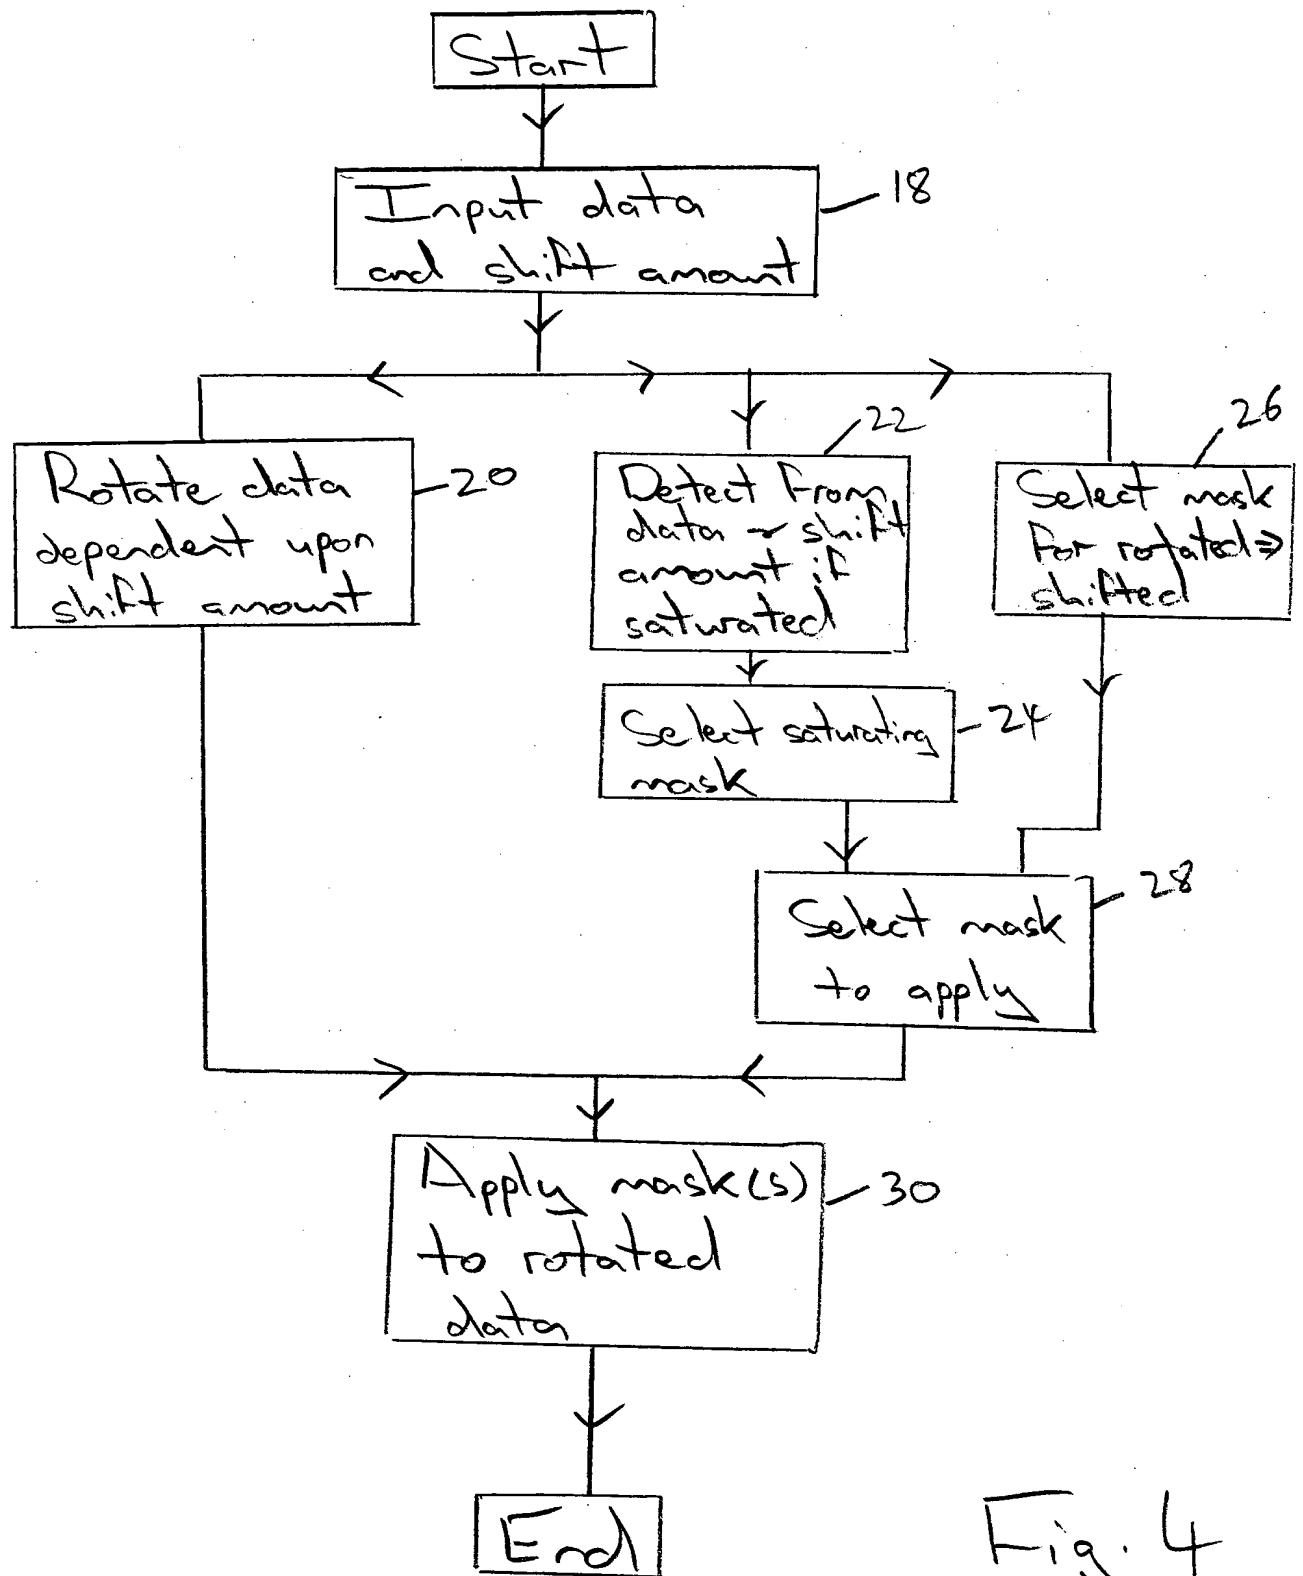 Start
Input data
and shift amount
18
Rotate data
dependent upon
shift amount
20
22
Detect from
data ~ shift
amount if
saturated
26
Select mask
for rotated⇒
shifted
Select saturating
mask
24
Select mask
to apply
28
Apply mask(s)
to rotated
data
30
End
Fig. 4